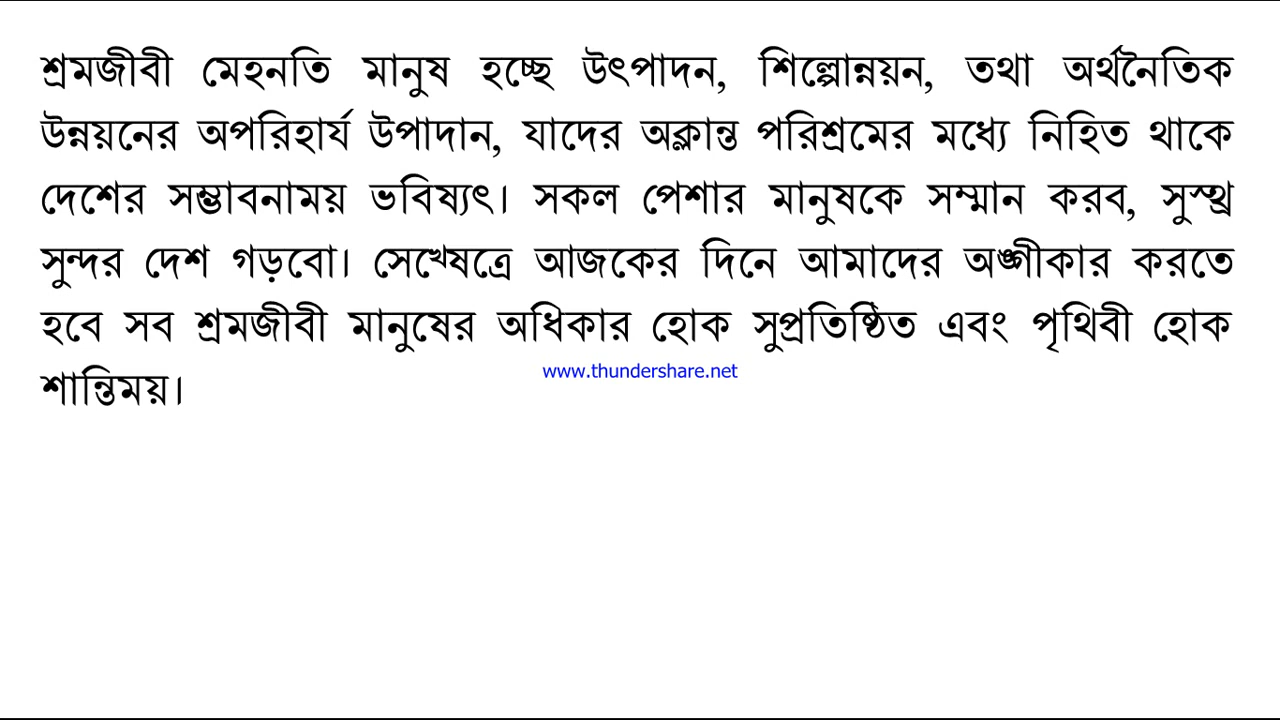 শ্রমজীবী মেহনতি মানুষ হচ্ছে উৎপাদন, শিল্পোন্নয়ন, তথা অর্থনৈতিক
উন্নয়নের অপরিহার্য উপাদান, যাদের অক্লান্ত পরিশ্রমের মধ্যে নিহিত থাকে
দেশের সম্ভাবনাময় ভবিষ্যৎ। সকল পেশার মানুষকে সম্মান করব, সুস্থ্র
সুন্দর দেশ গড়বো। সেখেষত্রে আজকের দিনে আমাদের অঙ্গীকার করতে
হবে সব শ্রমজীবী মানুষের অধিকার হোক সুপ্রতিষ্ঠিত এবং পৃথিবী হোক
শান্তিময়।
www.thundershare.net